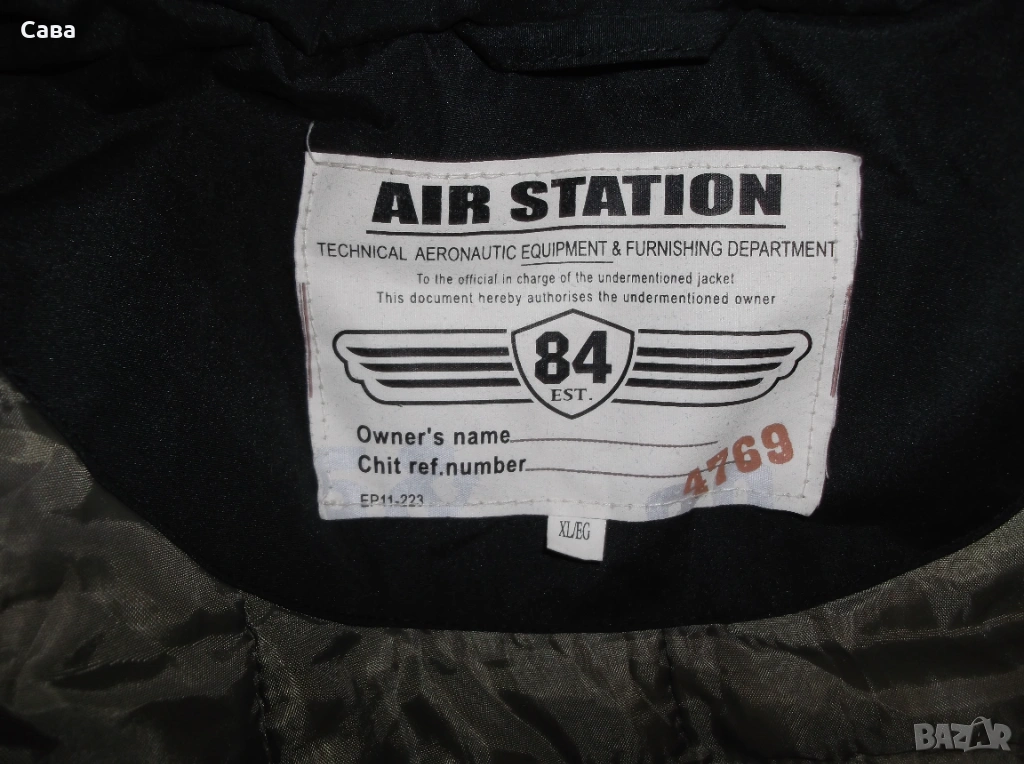 Caba
AIR STATION
TECHNICAL AERONAUTIC EQUIPMENT & FURNISHING DEPARTMENT
To the official in charge of the undermentioned jacket
This document hereby authorises the undermentioned owner
84
EST.
Owner's name
Chit ref.number
4769
EP11-223
XL/EG
BAZAR